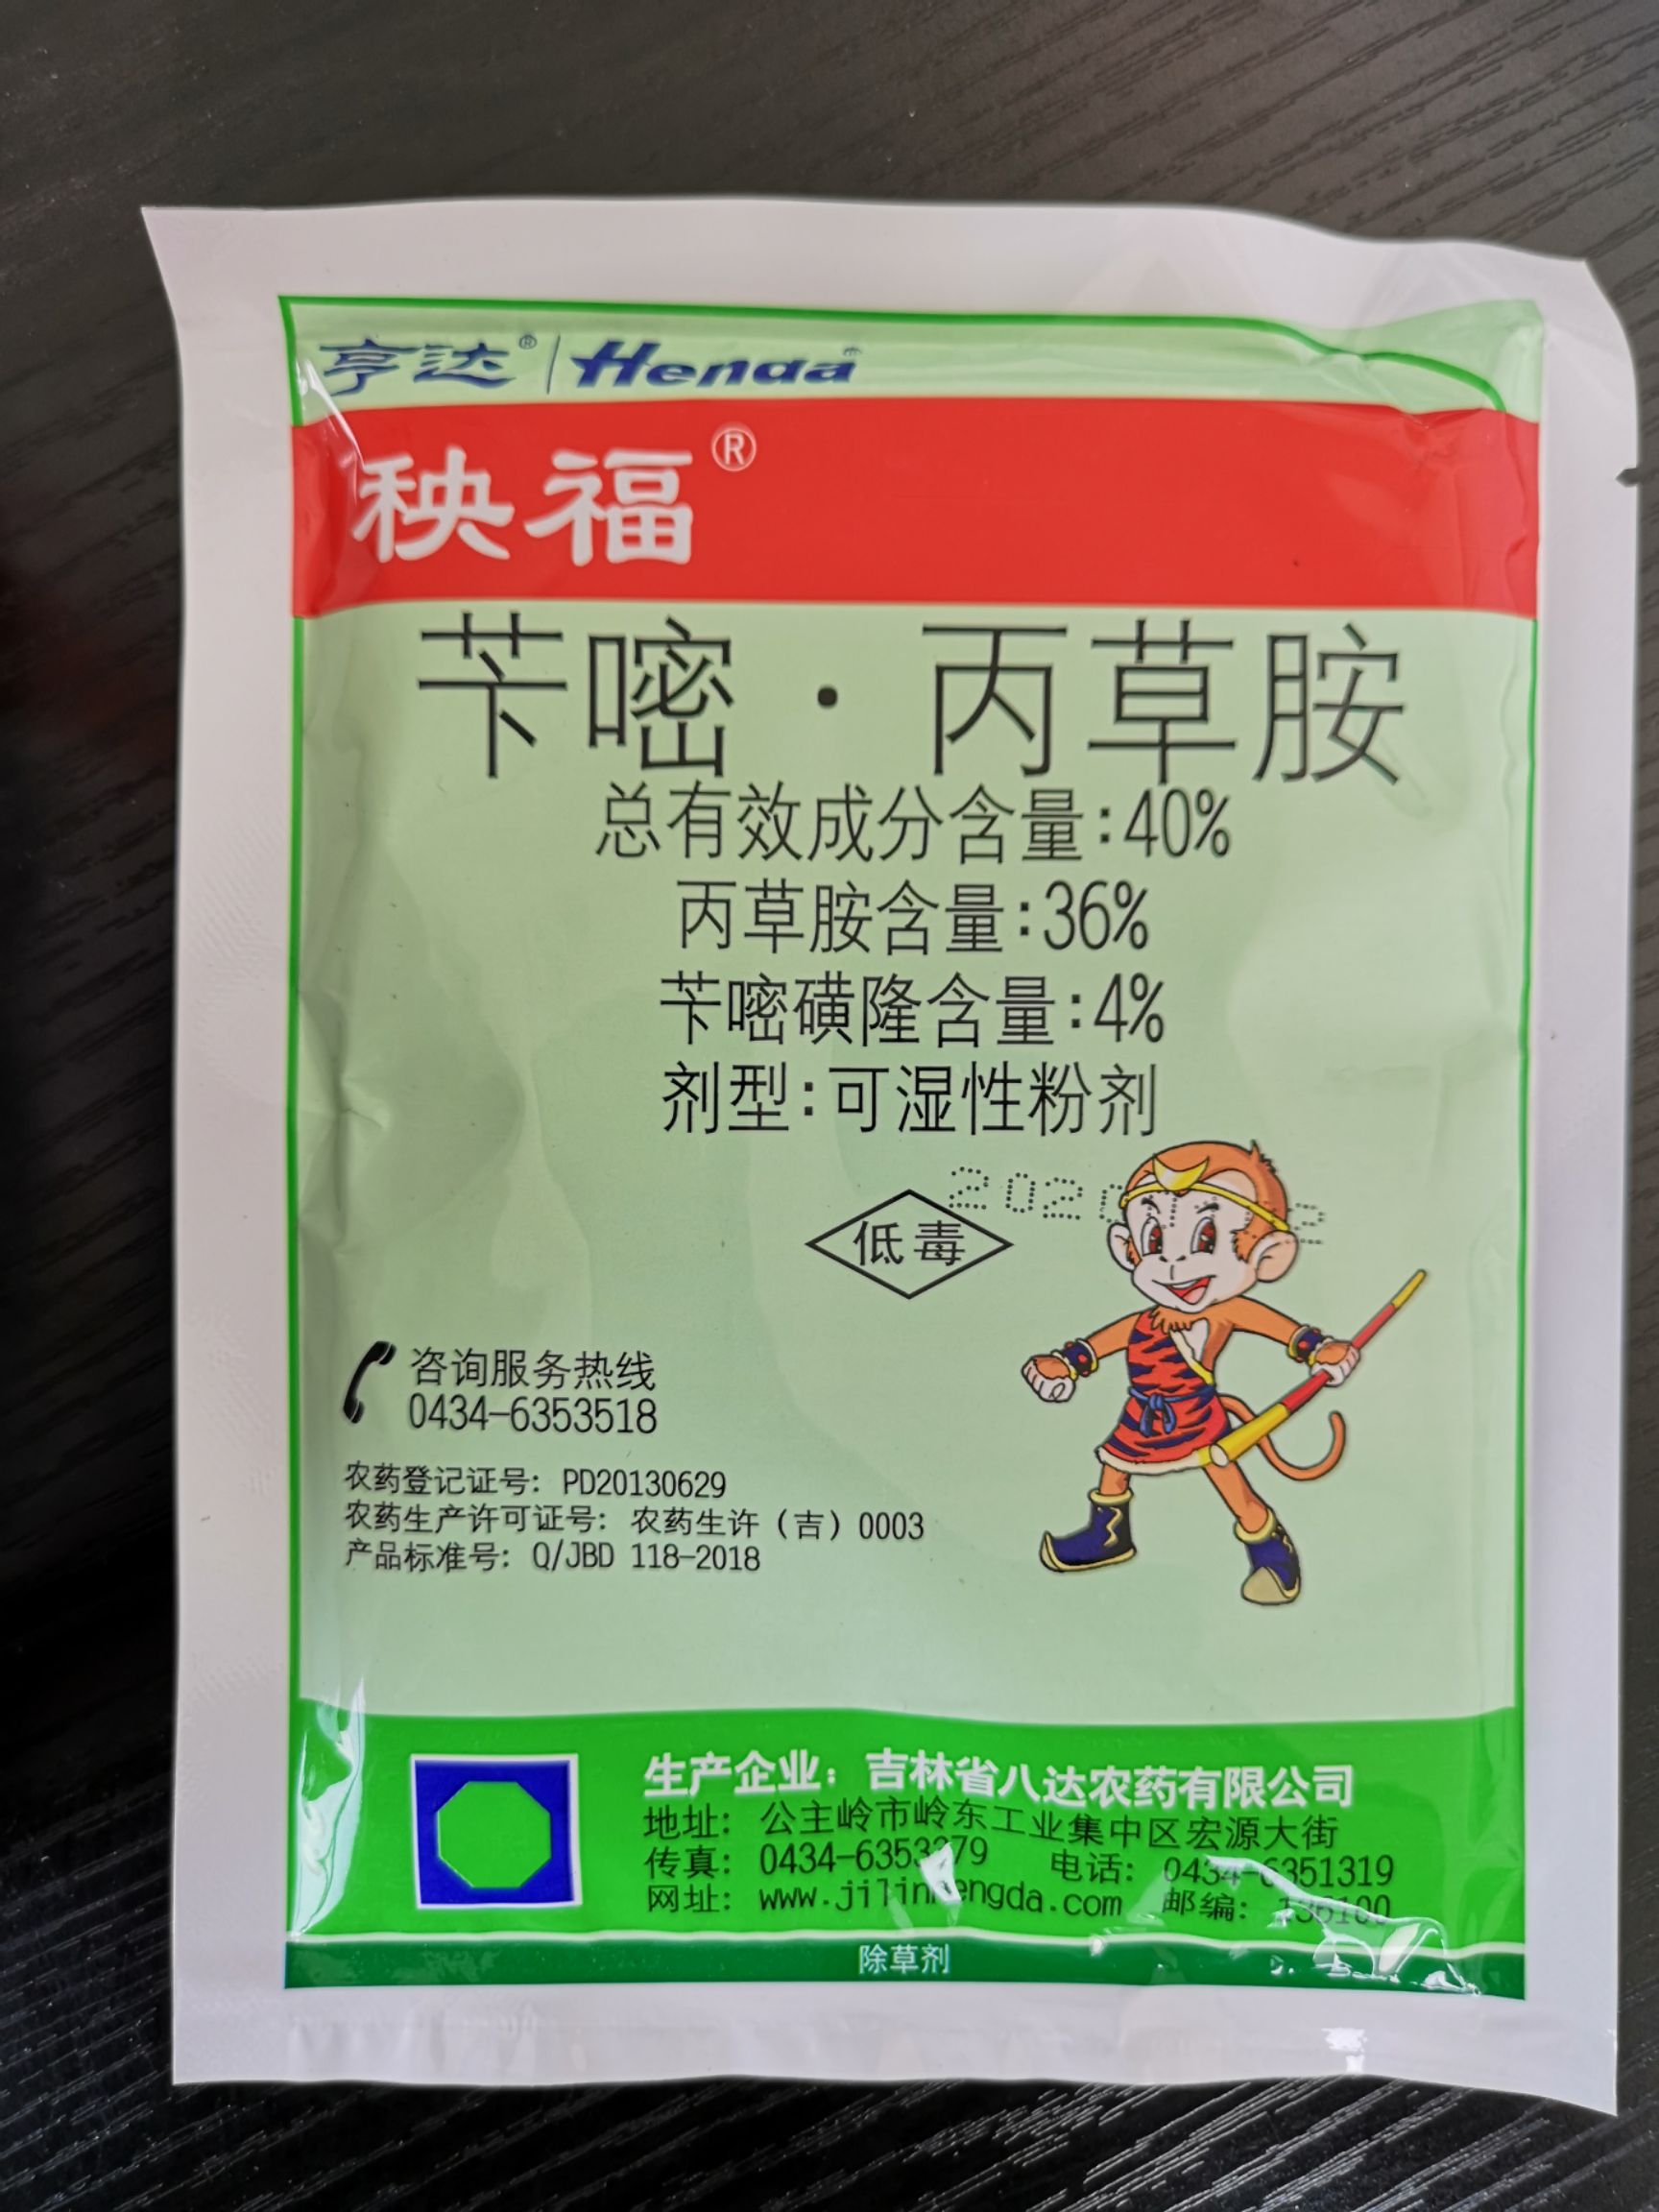 亨达® Henda®
秧福®
苄嘧·丙草胺
总有效成分含量:40%
丙草胺含量:36%
苄嘧磺隆含量:4%
剂型:可湿性粉剂
低毒
咨询服务热线
0434-6353518
农药登记证号: PD20130629
农药生产许可证号: 农药生许(吉)0003
产品标准号: Q/JBD 118-2018
生产企业: 吉林省八达农药有限公司
地址: 公主岭市岭东工业集中区宏源大街
传真: 电话: 0434-6351319
网址: www.jilinhengda.com 邮编: 136100
除草剂